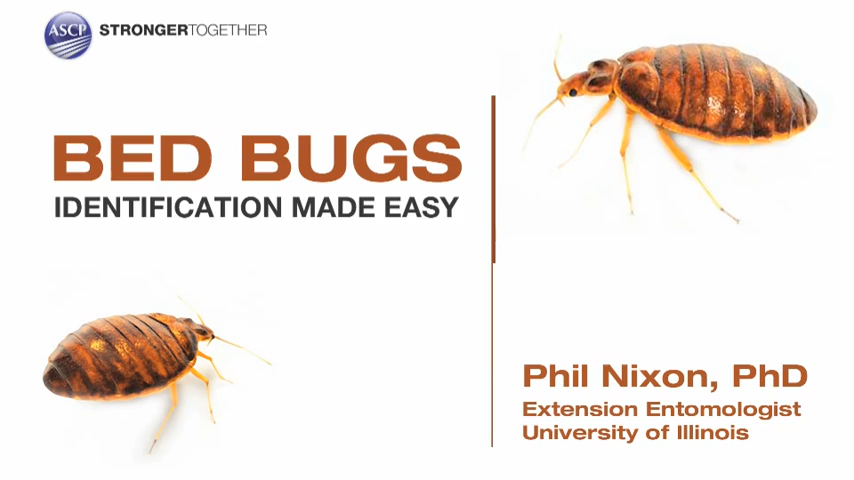 ASCP STRONGERTOGETHER
BED BUGS
IDENTIFICATION MADE EASY
Phil Nixon, PhD
Extension Entomologist
University of Illinois